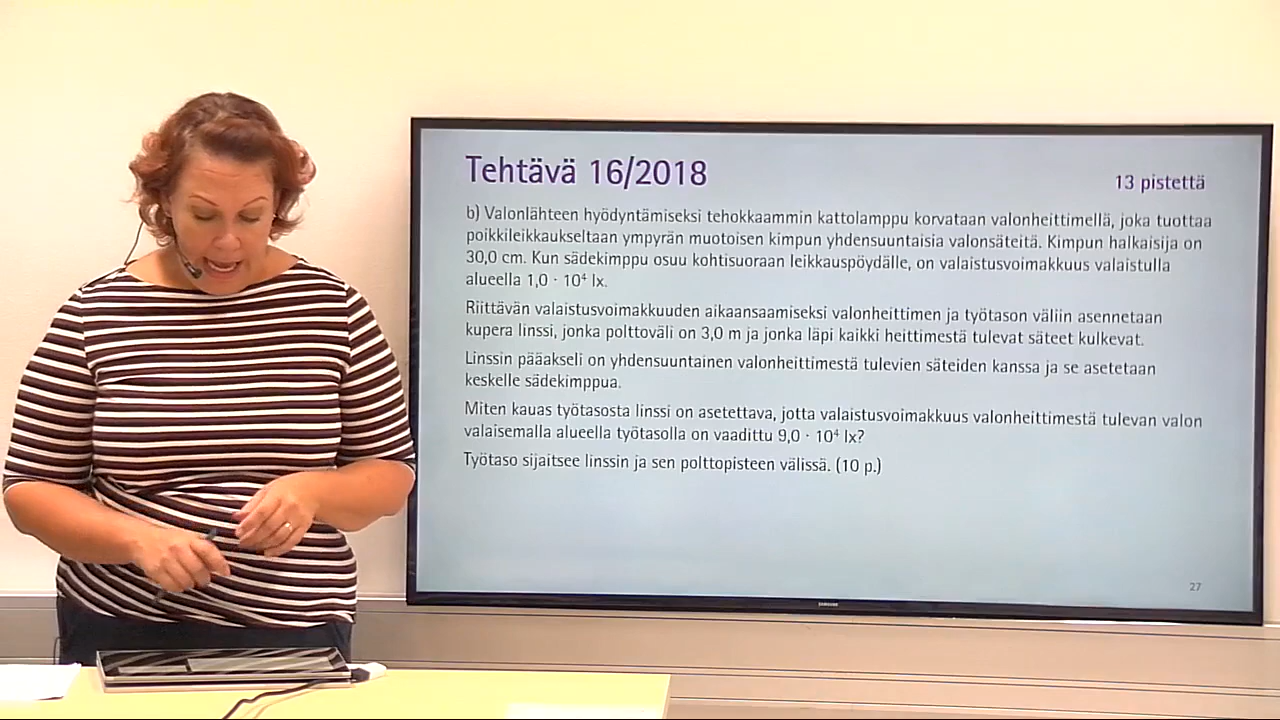 Tehtävä 16/2018
13 pistettä
b) Valonlähteen hyödyntämiseksi tehokkaammin kattolamppu korvataan valonheittimellä, joka tuottaa
poikkileikkaukseltaan ympyrän muotoisen kimpun yhdensuuntaisia valonsäteitä. Kimpun halkaisija on
30,0 cm. Kun sädekimppu osuu kohtisuoraan leikkauspöydälle, on valaistusvoimakkuus valaistulla
alueella 1,0 · 10⁴ lx.
Riittävän valaistusvoimakkuuden aikaansaamiseksi valonheittimen ja työtason väliin asennetaan
kupera linssi, jonka polttoväli on 3,0 m ja jonka läpi kaikki heittimestä tulevat säteet kulkevat.
Linssin pääakseli on yhdensuuntainen valonheittimestä tulevien säteiden kanssa ja se asetetaan
keskelle sädekimppua.
Miten kauas työtasosta linssi on asetettava, jotta valaistusvoimakkuus valonheittimestä tulevan valon
valaisemalla alueella työtasolla on vaadittu 9,0 · 10⁴ lx?
Työtaso sijaitsee linssin ja sen polttopisteen välissä. (10 p.)
27
SAMSUNG